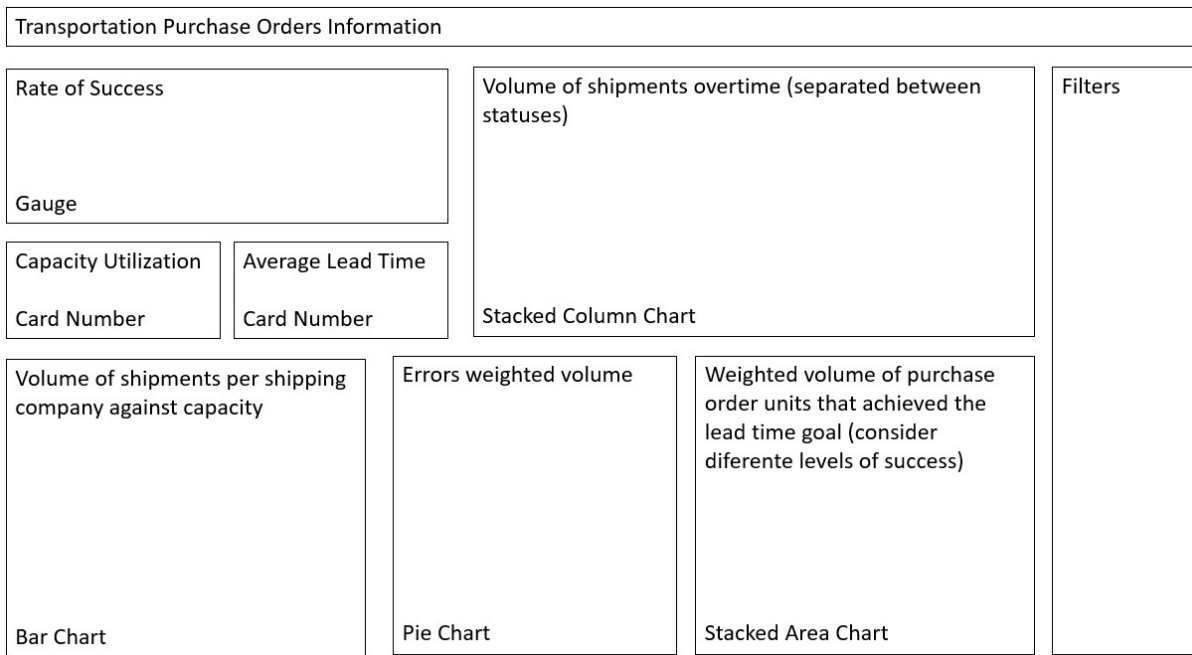 Transportation Purchase Orders Information
Rate of Success
Gauge
Capacity Utilization
Card Number
Average Lead Time
Card Number
Volume of shipments overtime (separated between
statuses)
Stacked Column Chart
Filters
Volume of shipments per shipping
company against capacity
Bar Chart
Errors weighted volume
Pie Chart
Weighted volume of purchase
order units that achieved the
lead time goal (consider
diferente levels of success)
Stacked Area Chart